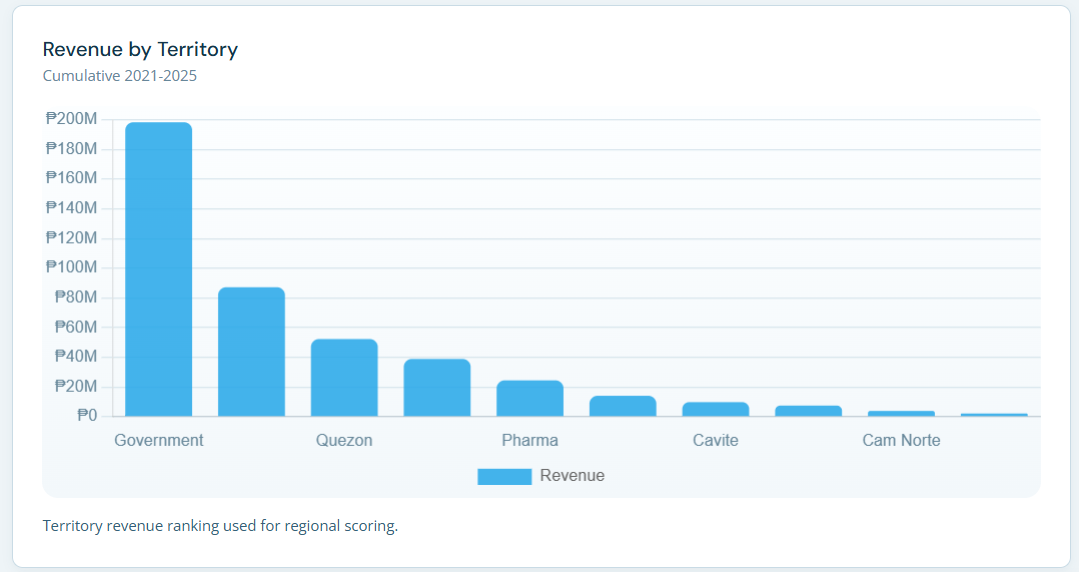 Revenue by Territory
Cumulative 2021-2025
₱200M
₱180M
₱160M
₱140M
₱120M
₱100M
₱80M
₱60M
₱40M
₱20M
₱0
Government Quezon Pharma Cavite Cam Norte
Revenue
Territory revenue ranking used for regional scoring.